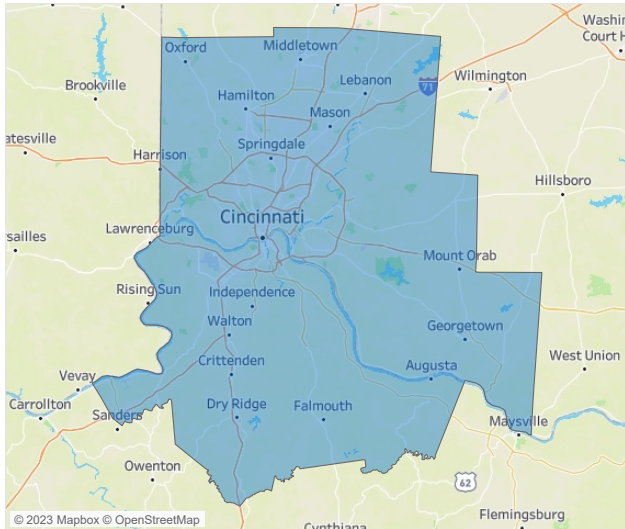 Washi
Court H
Oxford
Middletown
Brookville
Lebanon
Wilmington
71
Hamilton
Mason
atesville
Springdale
Harrison
Hillsboro
Cincinnati
Lawrenceburg
rsailles
Mount Orab
Rising Sun
Independence
Walton
Georgetown
Crittenden
West Union
Augusta
Vevay
Carrollton
Sanders
Dry Ridge
Falmouth
Maysville
Owenton
62
Flemingsburg
© 2023 Mapbox © OpenStreetMap
Cynthiana